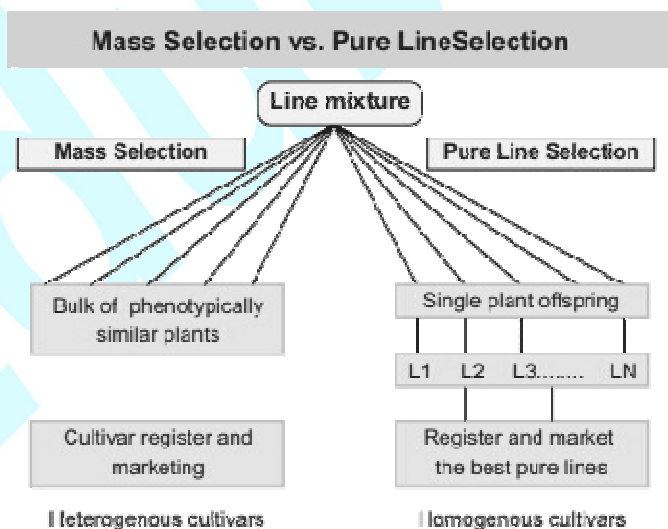 Mass Selection vs. Pure LineSelection
Line mixture
Mass Selection
Pure Line Selection
Bulk of phenotypically
similar plants
Single plant offspring
L1 L2 L3........ LN
Cultivar register and
marketing
Register and market
the best pure lines
Heterogenous cultivars
Homogenous cultivars